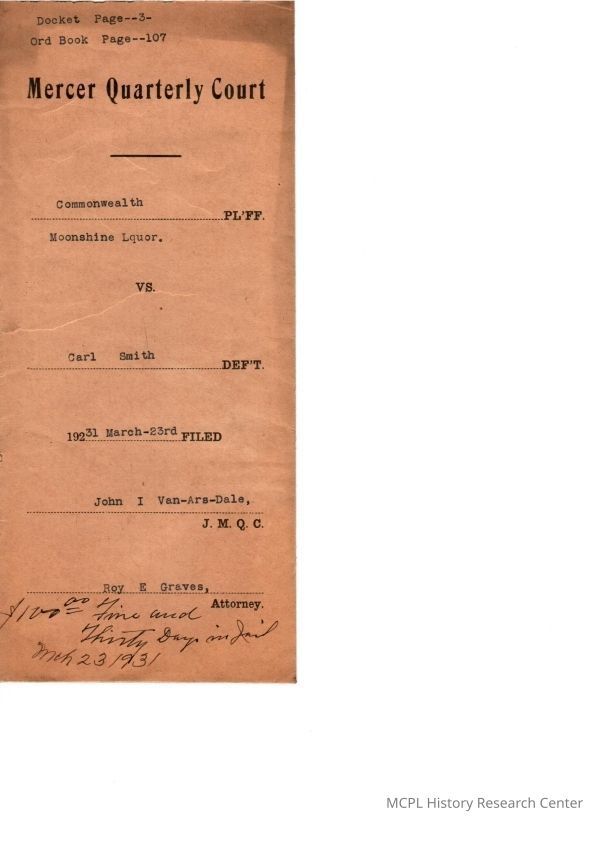 Docket Page--3-
Ord Book Page--107
Mercer Quarterly Court
Commonwealth
PL'FF.
Moonshine Lquor.
VS.
Carl Smith
DEF'T.
19231 March-23rd FILED
John I Van-Ars-Dale,
J. M. Q. C.
Roy E Graves,
Attorney.
$100.00 Fine and
Thirty Days in Jail
Mch 23 1931
MCPL History Research Center